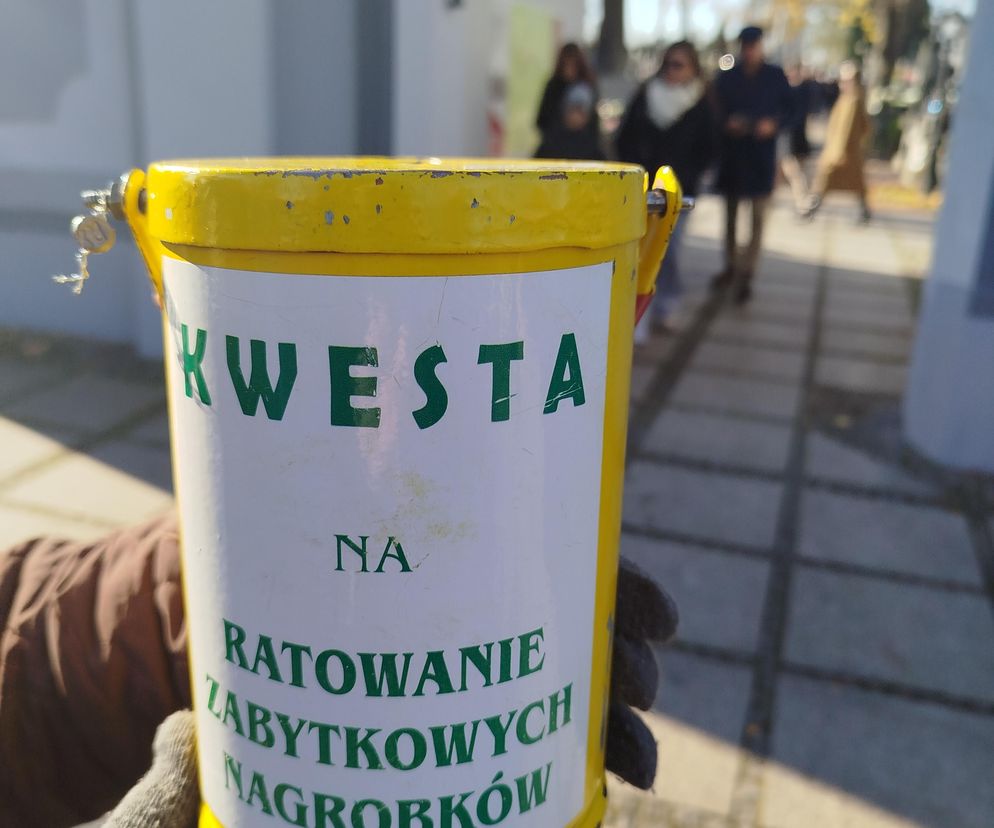 KWESTA
NA
RATOWANIE
ZABYTKOWYCH
NAGROBKÓW